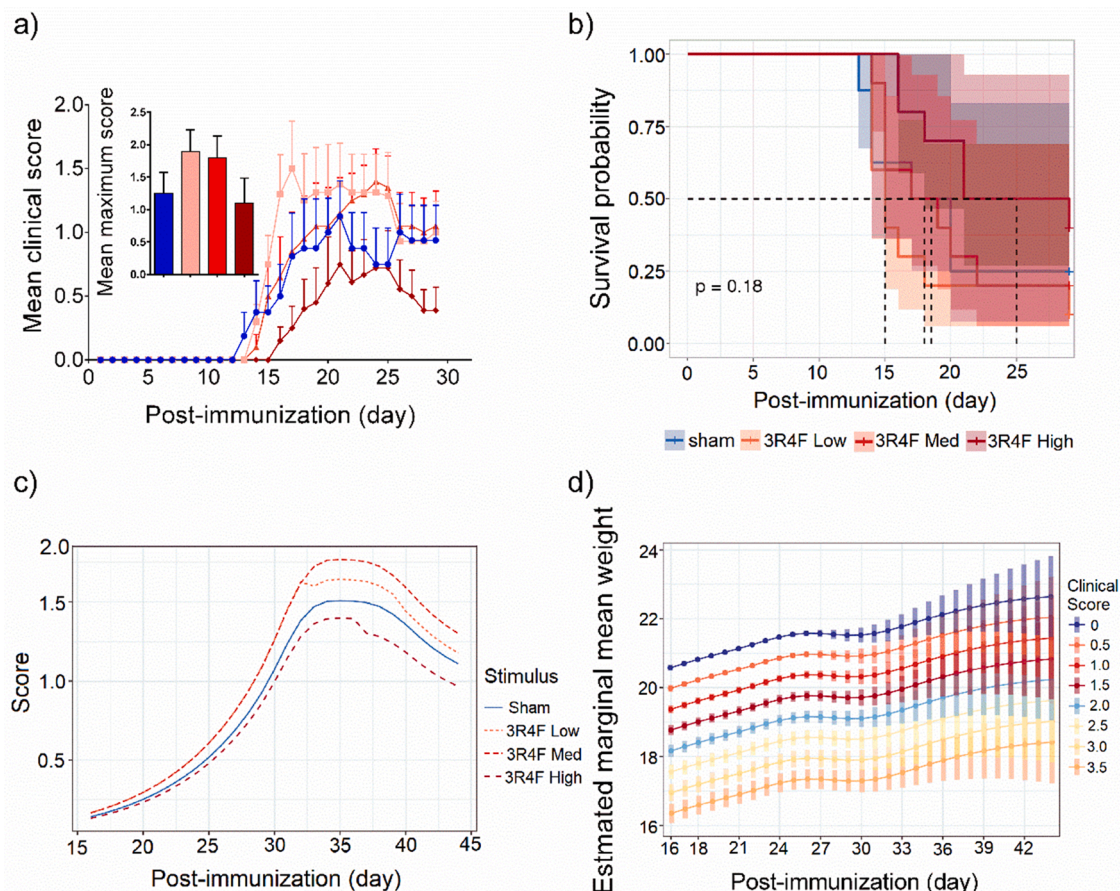 a)
Mean clinical score
2.0
1.5
1.0
0.5
0.0
Mean maximum score
2.5
2.0
1.5
1.0
0.5
0.0
0 5 10 15 20 25 30
Post-immunization (day)
b)
Survival probability
1.00
0.75
0.50
0.25
0.00
p = 0.18
0 5 10 15 20 25
Post-immunization (day)
sham 3R4F Low 3R4F Med 3R4F High
c)
Score
2.0
1.5
1.0
0.5
15 20 25 30 35 40 45
Post-immunization (day)
Stimulus
Sham
3R4F Low
3R4F Med
3R4F High
d)
Estmated marginal mean weight
24
22
20
18
16
16 18 21 24 27 30 33 36 39 42
Post-immunization (day)
Clinical
Score
0
0.5
1.0
1.5
2.0
2.5
3.0
3.5